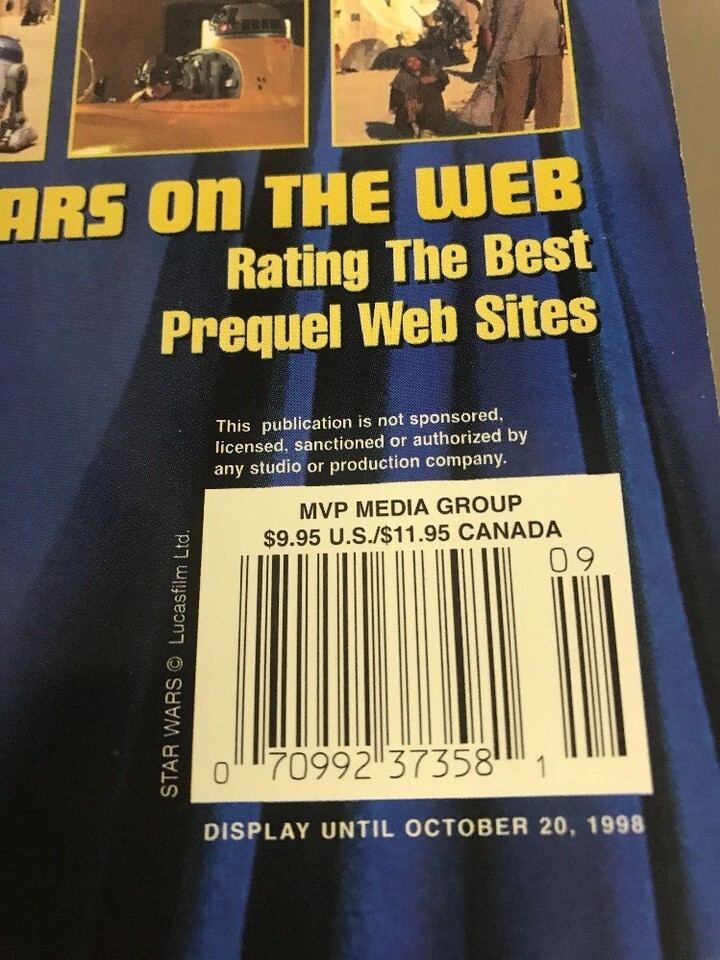 ARS ON THE WEB
Rating The Best
Prequel Web Sites
This publication is not sponsored,
licensed, sanctioned or authorized by
any studio or production company.
MVP MEDIA GROUP
$9.95 U.S./$11.95 CANADA
09
0 70992 37358 1
STAR WARS © Lucasfilm Ltd.
DISPLAY UNTIL OCTOBER 20, 1998